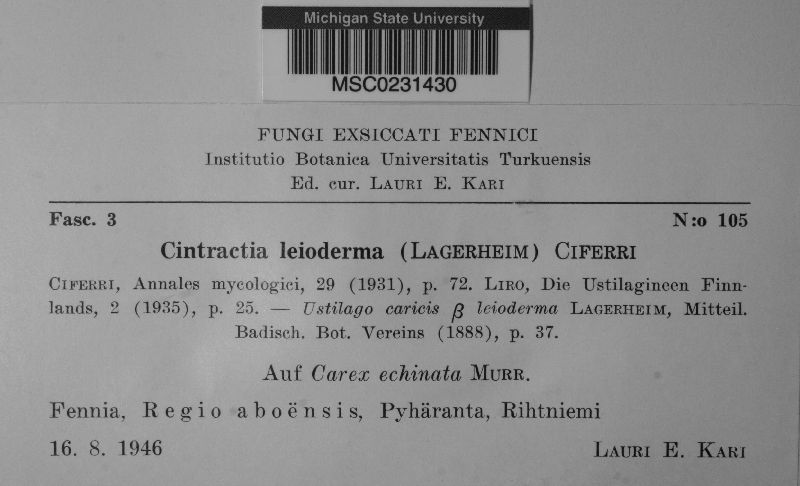 Michigan State University
MSC0231430
FUNGI EXSICCATI FENNICI
Institutio Botanica Universitatis Turkuensis
Ed. cur. LAURI E. KARI
Fasc. 3 N:o 105
Cintractia leioderma (LAGERHEIM) CIFERRI
CIFERRI, Annales mycologici, 29 (1931), p. 72. LIRO, Die Ustilagineen Finn-
lands, 2 (1935), p. 25. — Ustilago caricis β leioderma LAGERHEIM, Mitteil.
Badisch. Bot. Vereins (1888), p. 37.
Auf Carex echinata MURR.
Fennia, Regio aboënsis, Pyhäranta, Rihtniemi
16. 8. 1946 LAURI E. KARI